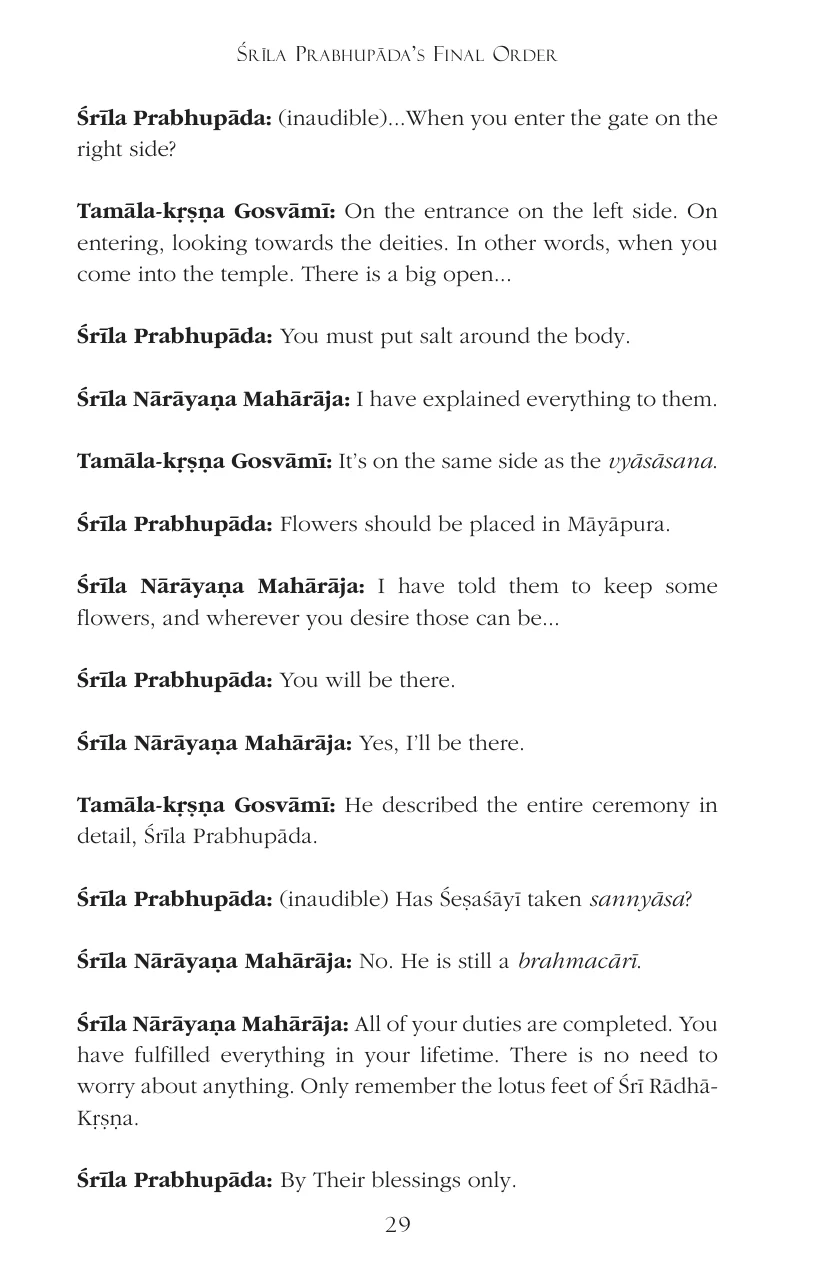 Śrīla Prabhupāda's Final Order
Śrīla Prabhupāda: (inaudible)...When you enter the gate on the
right side?
Tamāla-kṛṣṇa Gosvāmī: On the entrance on the left side. On
entering, looking towards the deities. In other words, when you
come into the temple. There is a big open...
Śrīla Prabhupāda: You must put salt around the body.
Śrīla Nārāyaṇa Mahārāja: I have explained everything to them.
Tamāla-kṛṣṇa Gosvāmī: It's on the same side as the vyāsāsana.
Śrīla Prabhupāda: Flowers should be placed in Māyāpura.
Śrīla Nārāyaṇa Mahārāja: I have told them to keep some
flowers, and wherever you desire those can be...
Śrīla Prabhupāda: You will be there.
Śrīla Nārāyaṇa Mahārāja: Yes, I'll be there.
Tamāla-kṛṣṇa Gosvāmī: He described the entire ceremony in
detail, Śrīla Prabhupāda.
Śrīla Prabhupāda: (inaudible) Has Śeṣaśāyī taken sannyāsa?
Śrīla Nārāyaṇa Mahārāja: No. He is still a brahmacārī.
Śrīla Nārāyaṇa Mahārāja: All of your duties are completed. You
have fulfilled everything in your lifetime. There is no need to
worry about anything. Only remember the lotus feet of Śrī Rādhā-
Kṛṣṇa.
Śrīla Prabhupāda: By Their blessings only.
29